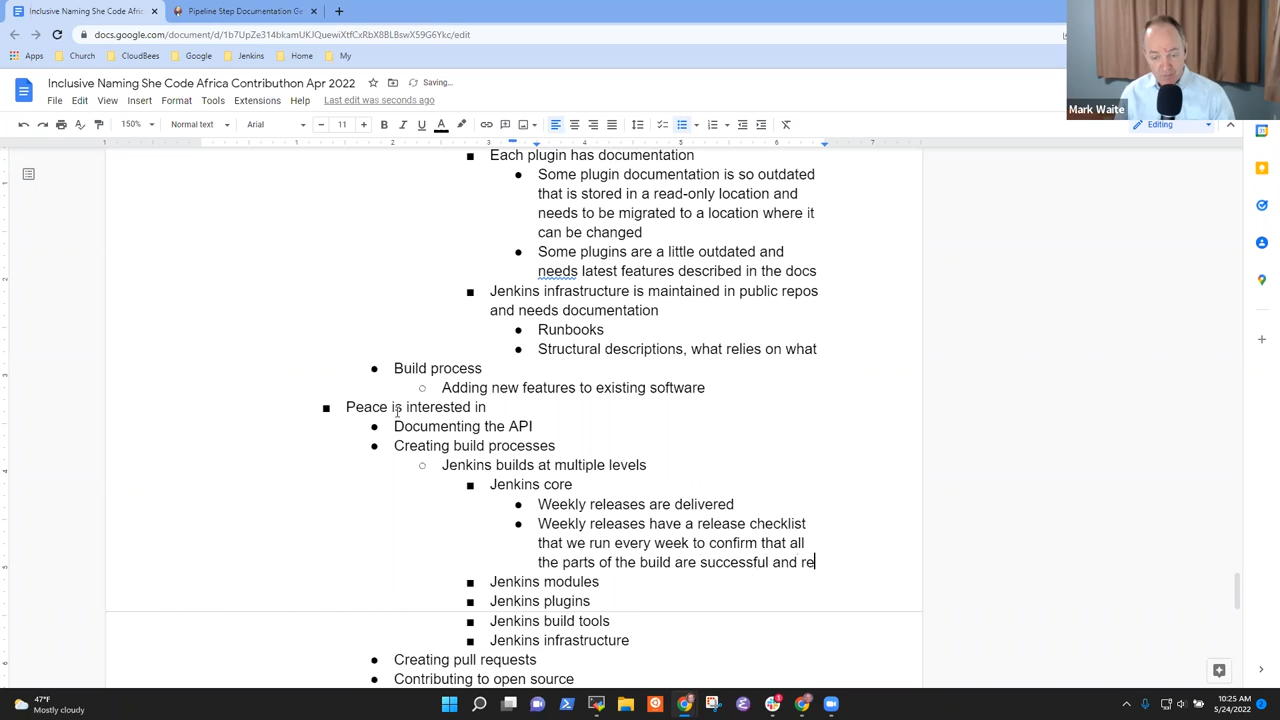 Inclusive Naming She Code Africa C
Pipeline Step Documentation Ge
docs.google.com/document/d/1b7UpZe314bkamUKJQuewiXtfCxRbX8BLBswX59G6Ykc/edit
Apps Church CloudBees Google Jenkins Home My
Inclusive Naming She Code Africa Contributhon Apr 2022 Saving...
File Edit View Insert Format Tools Extensions Help Last edit was seconds ago
Mark Waite
150% Normal text Arial 11 Editing
1 1 2 3 4 5 6 7
■ Each plugin has documentation
● Some plugin documentation is so outdated
that is stored in a read-only location and
needs to be migrated to a location where it
can be changed
● Some plugins are a little outdated and
needs latest features described in the docs
■ Jenkins infrastructure is maintained in public repos
and needs documentation
● Runbooks
● Structural descriptions, what relies on what
● Build process
○ Adding new features to existing software
■ Peace is interested in
● Documenting the API
● Creating build processes
○ Jenkins builds at multiple levels
■ Jenkins core
● Weekly releases are delivered
● Weekly releases have a release checklist
that we run every week to confirm that all
the parts of the build are successful and re
■ Jenkins modules
■ Jenkins plugins
■ Jenkins build tools
■ Jenkins infrastructure
● Creating pull requests
● Contributing to open source
47°F
Mostly cloudy
10:25 AM
5/24/2022